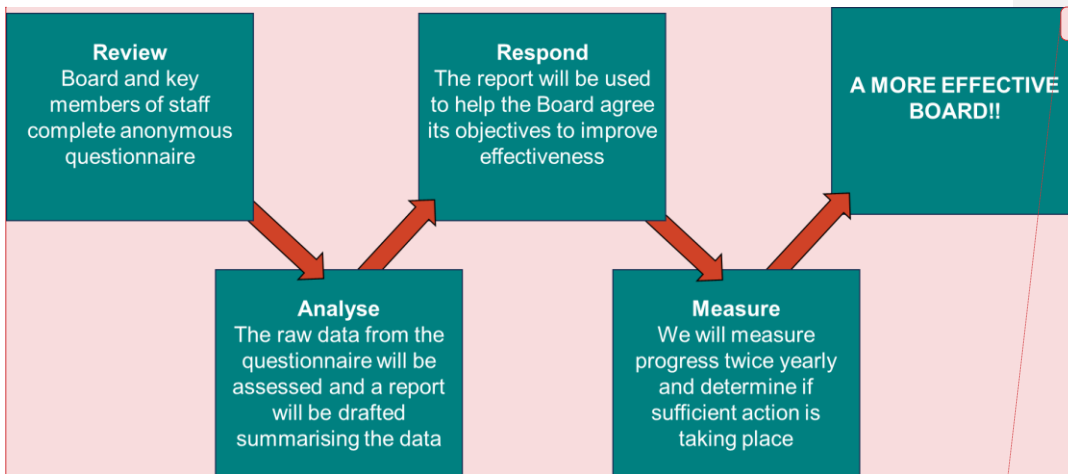 Review
Board and key
members of staff
complete anonymous
questionnaire
Analyse
The raw data from the
questionnaire will be
assessed and a report
will be drafted
summarising the data
Respond
The report will be used
to help the Board agree
its objectives to improve
effectiveness
Measure
We will measure
progress twice yearly
and determine if
sufficient action is
taking place
A MORE EFFECTIVE
BOARD!!